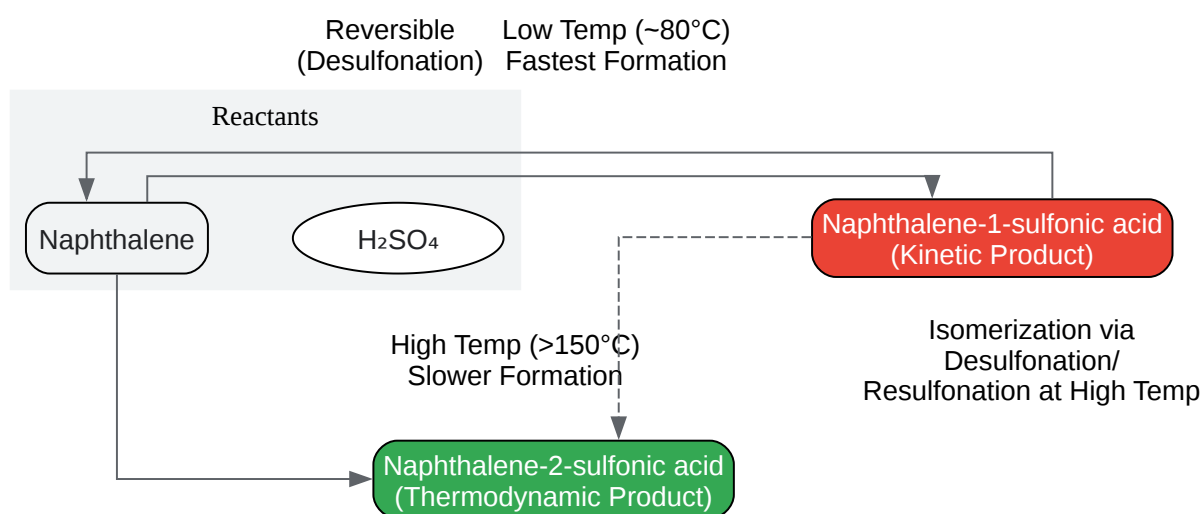 Reversible
(Desulfonation)
Low Temp (~80°C)
Fastest Formation
Reactants
Naphthalene
H₂SO₄
Naphthalene-1-sulfonic acid
(Kinetic Product)
High Temp (>150°C)
Slower Formation
Isomerization via
Desulfonation/
Resulfonation at High Temp
Naphthalene-2-sulfonic acid
(Thermodynamic Product)